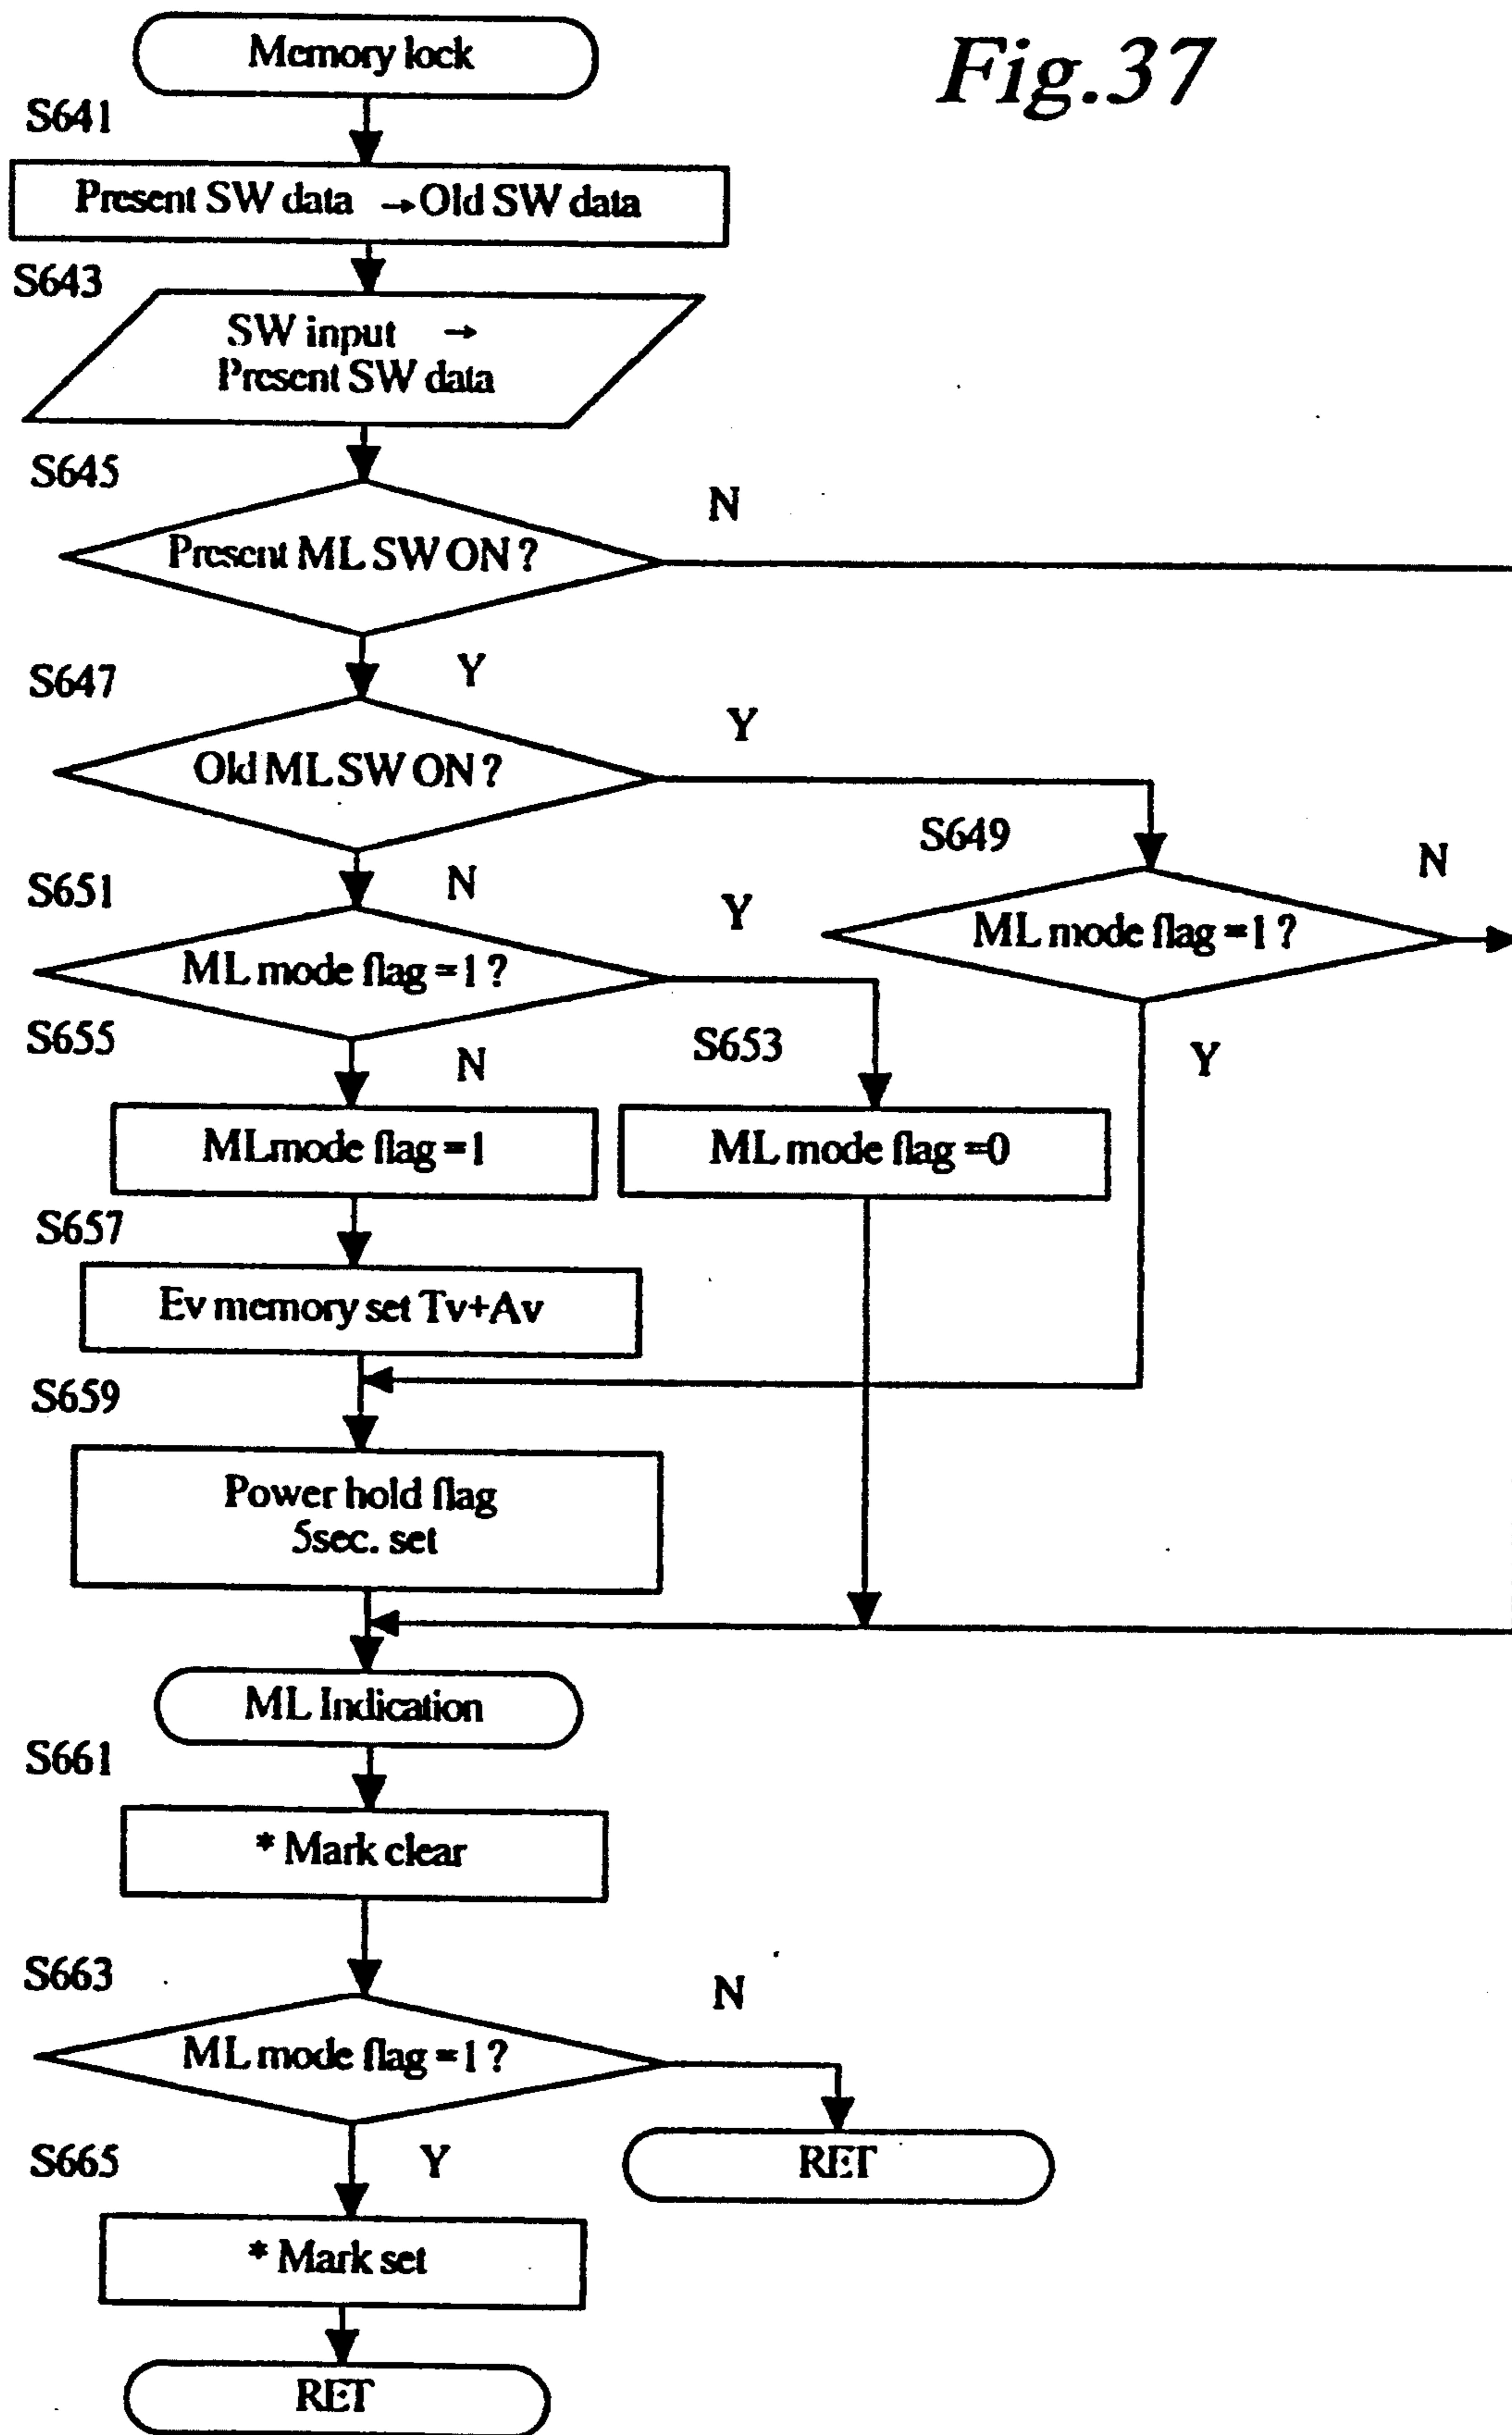 Fig.37
Memory lock
S641
Present SW data →Old SW data
S643
SW input →
Present SW data
S645
Present ML SW ON ?
N
Y
S647
Old ML SW ON ?
Y
N
S649
ML mode flag =1 ?
N
Y
S651
ML mode flag =1 ?
Y
N
S653
ML mode flag =0
S655
ML mode flag =1
S657
Ev memory set Tv+Av
S659
Power hold flag
5sec. set
ML Indication
S661
* Mark clear
S663
ML mode flag =1 ?
N
Y
RET
S665
* Mark set
RET